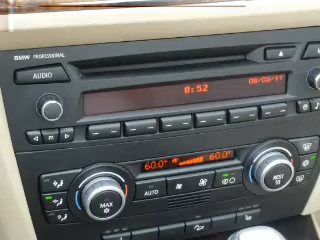 BMW PROFESSIONAL
AUDIO
09/03/11
8:52
60.0°
60.0°
MAX
AUTO
REST